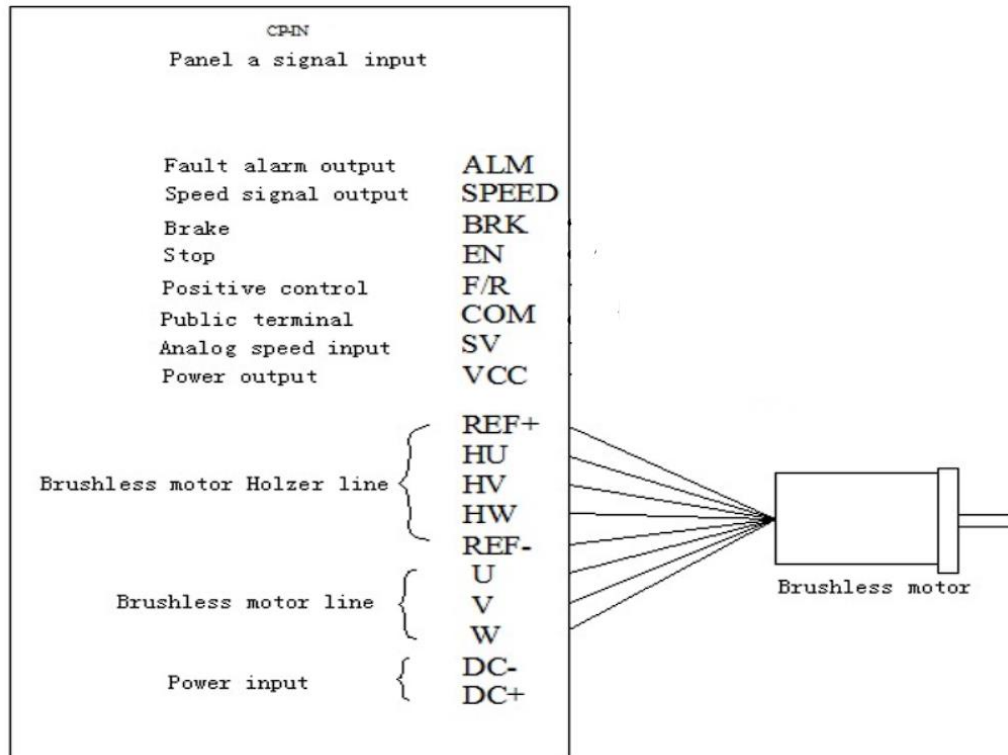 CP-IN
Panel a signal input
Fault alarm output ALM
Speed signal output SPEED
Brake BRK
Stop EN
Positive control F/R
Public terminal COM
Analog speed input SV
Power output VCC
REF+
HU
Brushless motor Holzer line HV
HW
REF-
U
Brushless motor line V
W
DC-
Power input DC+
Brushless motor